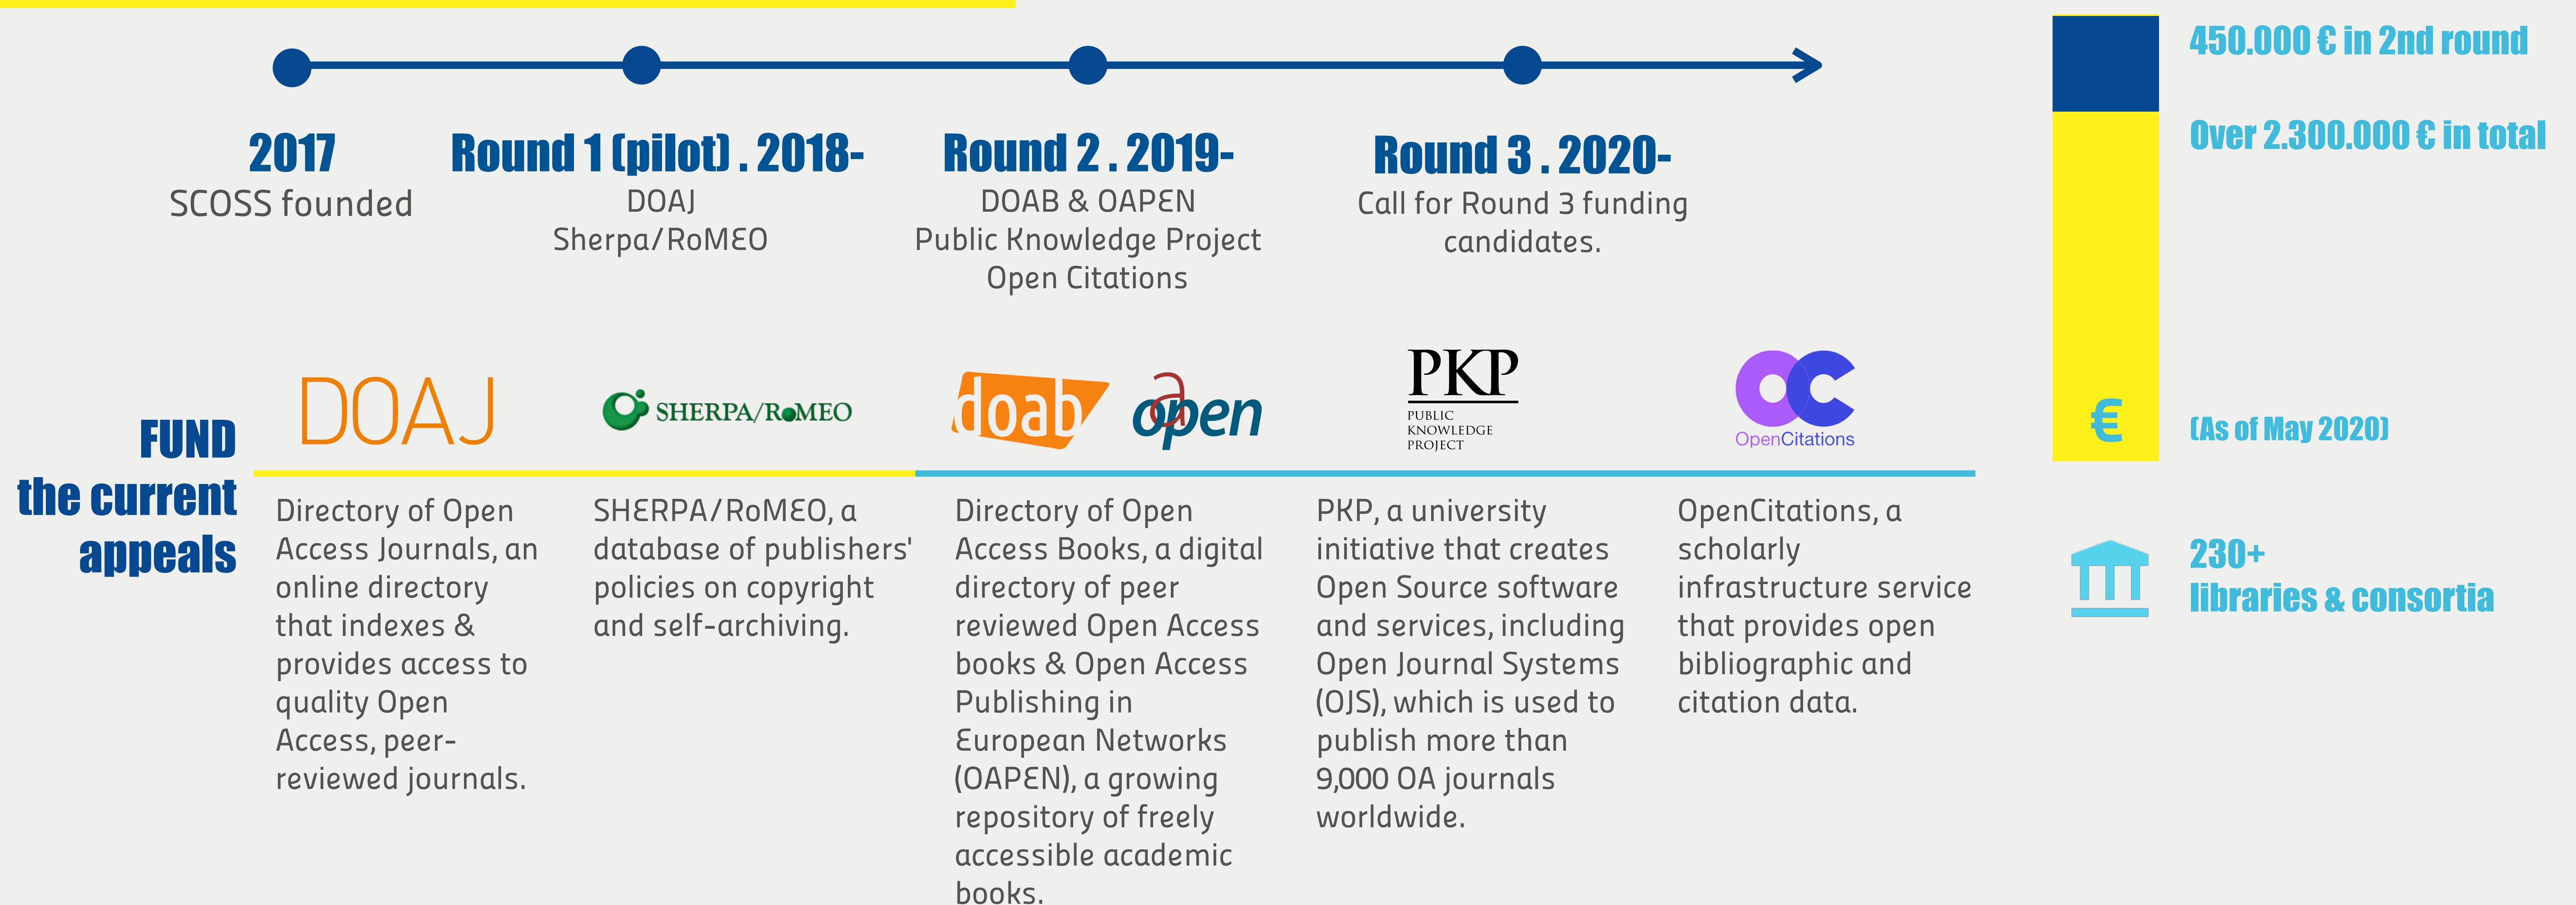 2017
SCOSS founded
Round 1 (pilot) . 2018-
DOAJ
Sherpa/RoMEO
Round 2 . 2019-
DOAB & OAPEN
Public Knowledge Project
Open Citations
Round 3 . 2020-
Call for Round 3 funding
candidates.
450.000 € in 2nd round
Over 2.300.000 € in total
€
(As of May 2020)
230+
libraries & consortia
FUND
the current
appeals
DOAJ
Directory of Open
Access Journals, an
online directory
that indexes &
provides access to
quality Open
Access, peer-
reviewed journals.
SHERPA/RoMEO
SHERPA/RoMEO, a
database of publishers'
policies on copyright
and self-archiving.
doab
oapen
Directory of Open
Access Books, a digital
directory of peer
reviewed Open Access
books & Open Access
Publishing in
European Networks
(OAPEN), a growing
repository of freely
accessible academic
books.
PKP
PUBLIC
KNOWLEDGE
PROJECT
PKP, a university
initiative that creates
Open Source software
and services, including
Open Journal Systems
(OJS), which is used to
publish more than
9,000 OA journals
worldwide.
OC
OpenCitations
OpenCitations, a
scholarly
infrastructure service
that provides open
bibliographic and
citation data.